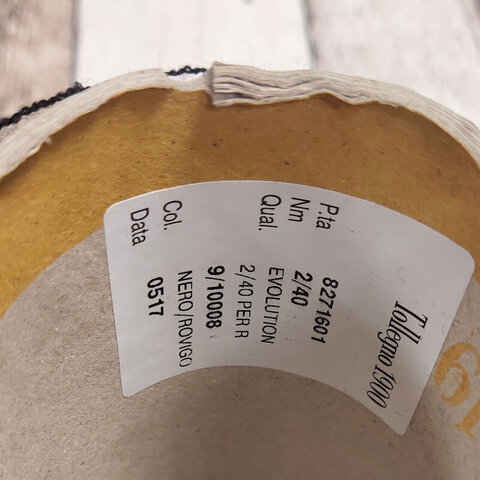 Tollegno 1900
P.ta 8271601
Nm 2/40
Qual. EVOLUTION
2/40 PER R
9/10008
Col. NERO/ROVIGO
Data 0517